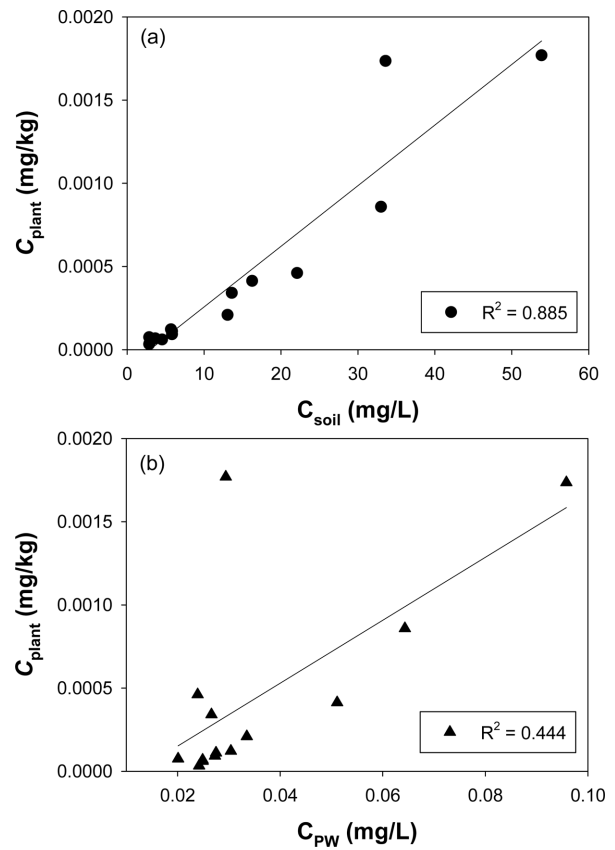 (a)
0.0020
0.0015
0.0010
0.0005
0.0000
C_plant (mg/kg)
R² = 0.885
0 10 20 30 40 50 60
C_soil (mg/L)
(b)
0.0020
0.0015
0.0010
0.0005
0.0000
C_plant (mg/kg)
R² = 0.444
0.02 0.04 0.06 0.08 0.10
C_PW (mg/L)